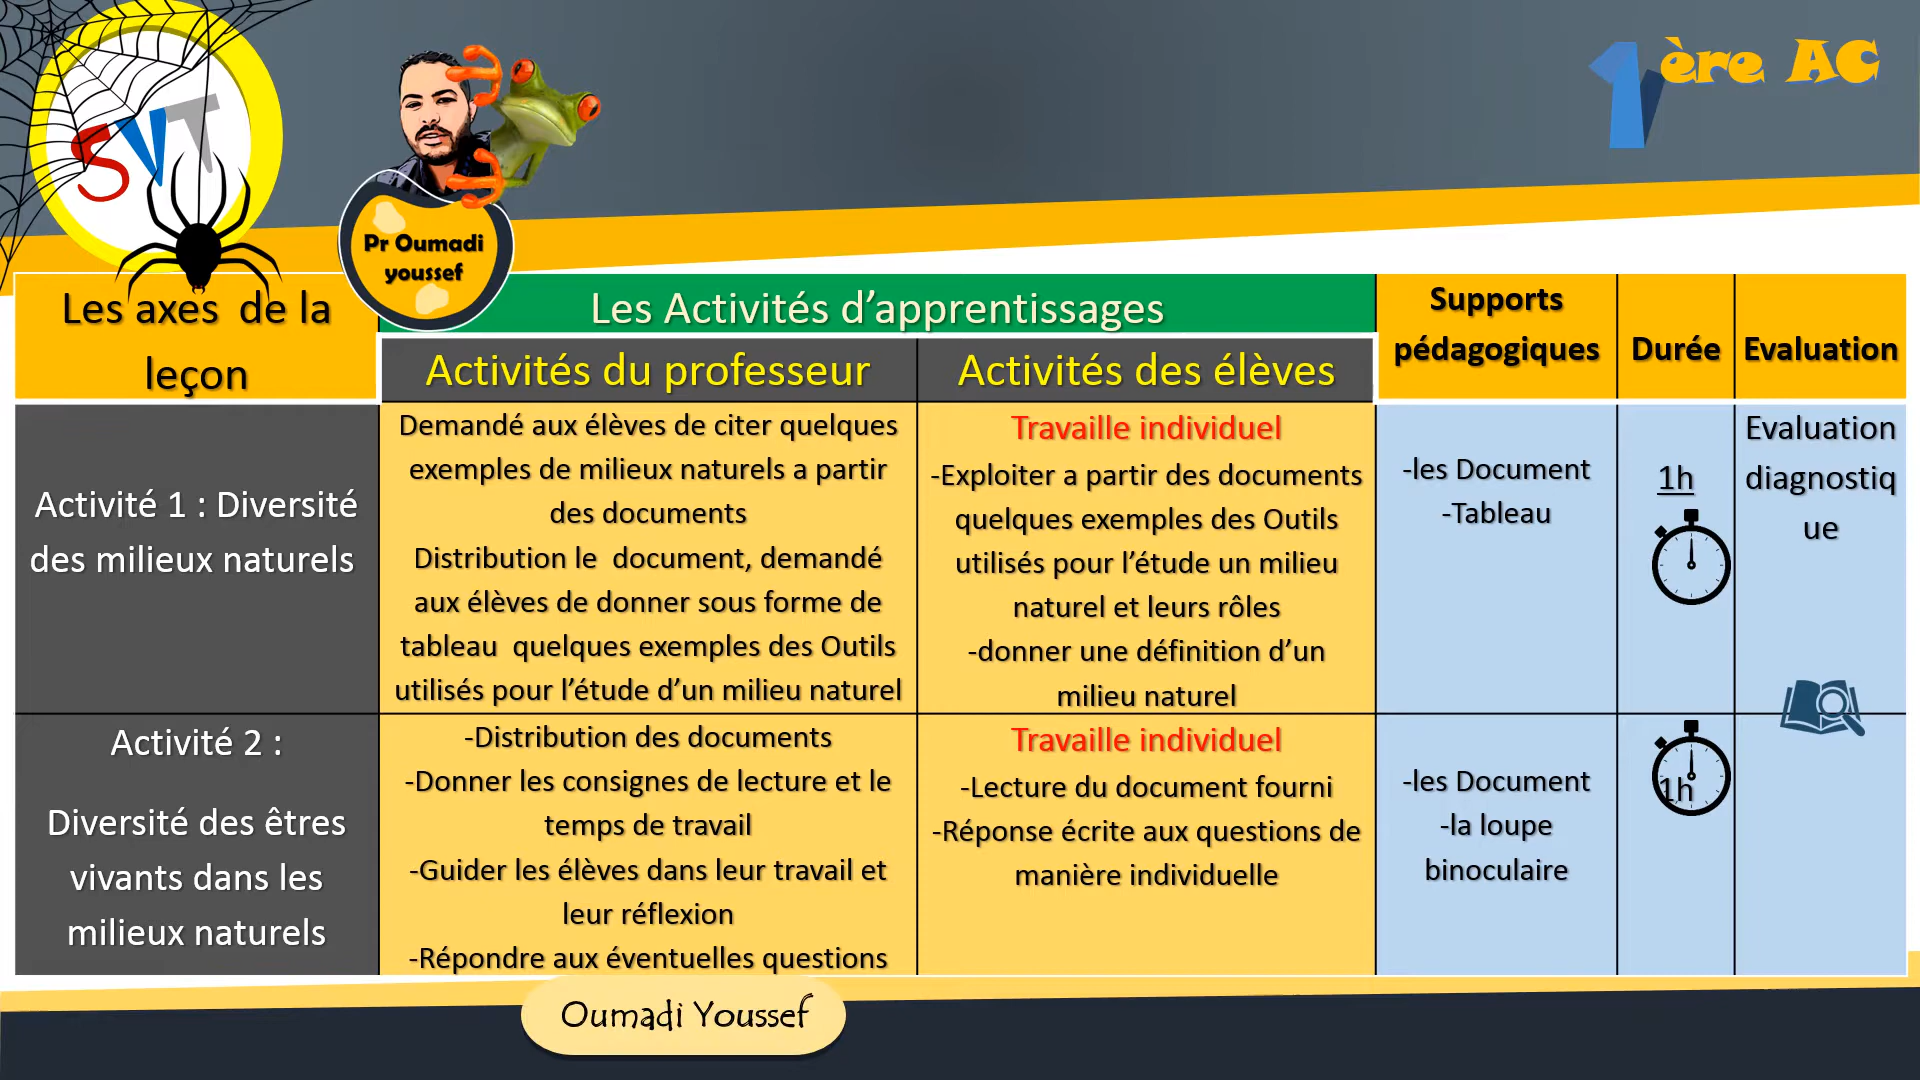 SVT
1ère AC
Pr Oumadi
youssef
Les axes de la
leçon
Les Activités d’apprentissages
Activités du professeur
Activités des élèves
Supports
pédagogiques
Durée
Evaluation
Activité 1 : Diversité
des milieux naturels
Demandé aux élèves de citer quelques
exemples de milieux naturels a partir
des documents
Distribution le document, demandé
aux élèves de donner sous forme de
tableau quelques exemples des Outils
utilisés pour l’étude d’un milieu naturel
Travaille individuel
-Exploiter a partir des documents
quelques exemples des Outils
utilisés pour l’étude un milieu
naturel et leurs rôles
-donner une définition d’un
milieu naturel
-les Document
-Tableau
1h
Evaluation
diagnostiq
ue
Activité 2 :
Diversité des êtres
vivants dans les
milieux naturels
-Distribution des documents
-Donner les consignes de lecture et le
temps de travail
-Guider les élèves dans leur travail et
leur réflexion
-Répondre aux éventuelles questions
Travaille individuel
-Lecture du document fourni
-Réponse écrite aux questions de
manière individuelle
-les Document
-la loupe
binoculaire
1h
Oumadi Youssef